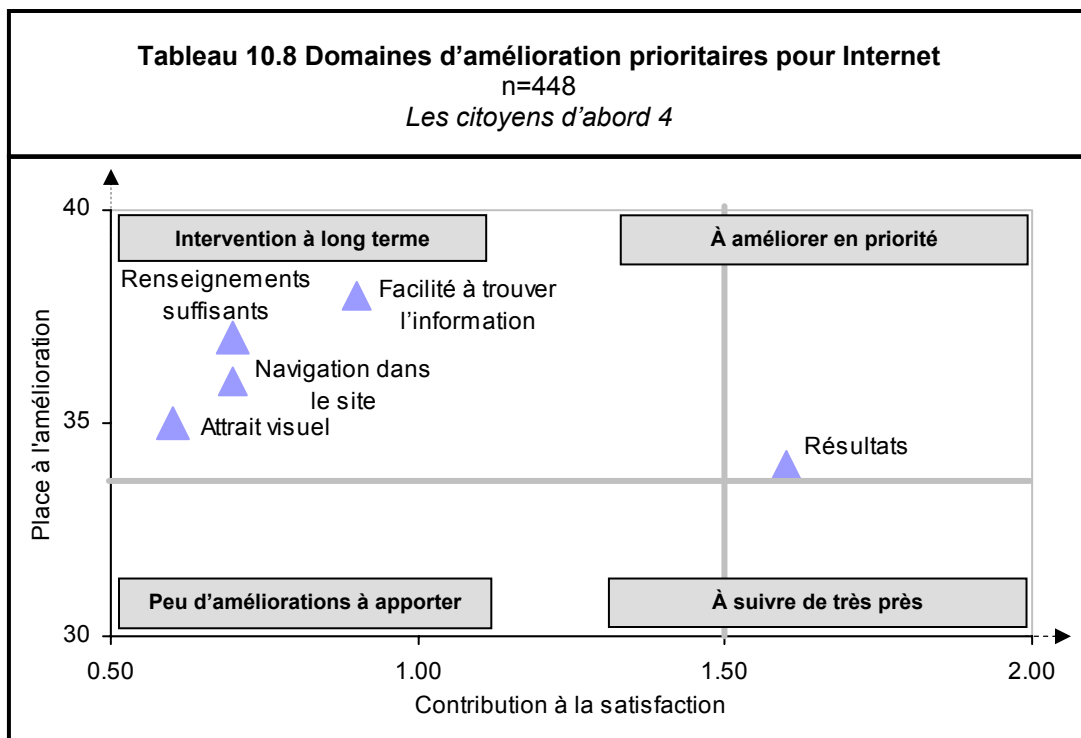 Tableau 10.8 Domaines d’amélioration prioritaires pour Internet
n=448
Les citoyens d’abord 4
40
Intervention à long terme
À améliorer en priorité
Renseignements
suffisants
Facilité à trouver
l’information
Navigation dans
le site
35
Attrait visuel
Résultats
Place à l'amélioration
Peu d’améliorations à apporter
À suivre de très près
30
0.50
1.00
1.50
2.00
Contribution à la satisfaction